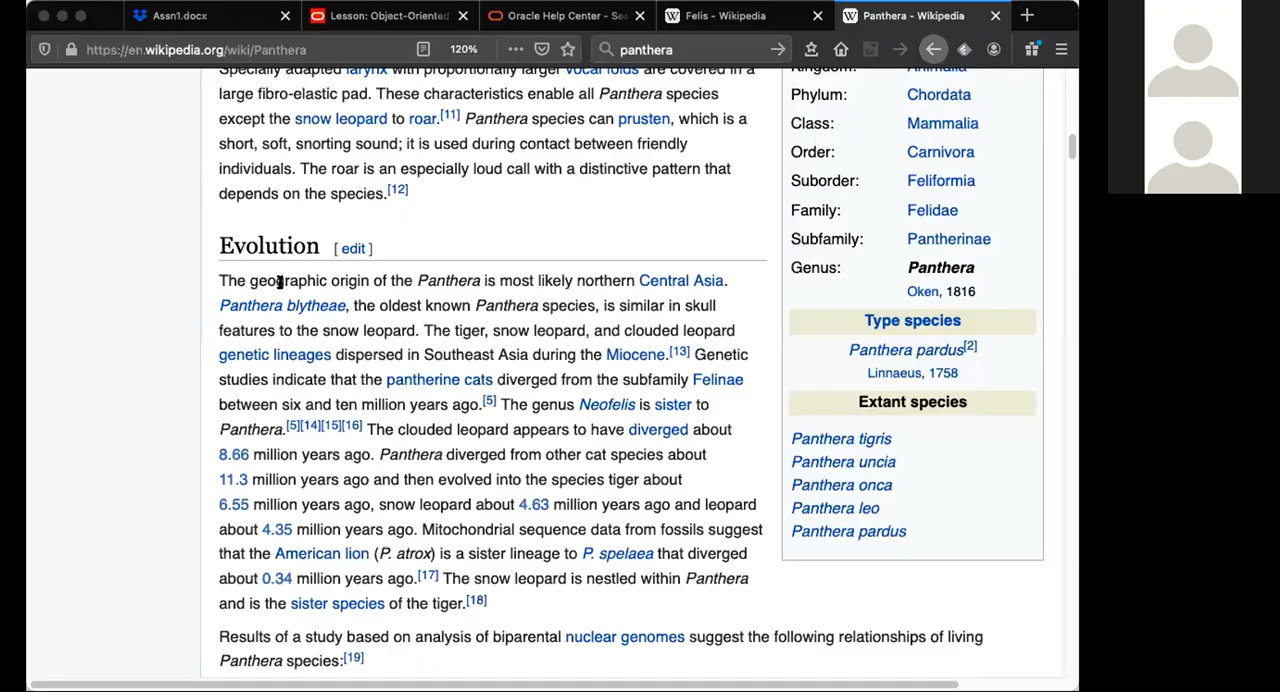 Assn1.docx
Lesson: Object-Oriented
Oracle Help Center - Se
Felis - Wikipedia
Panthera - Wikipedia
https://en.wikipedia.org/wiki/Panthera
120%
panthera
Specially adapted larynx with proportionally larger vocal folds are covered in a
large fibro-elastic pad. These characteristics enable all Panthera species
except the snow leopard to roar.[11] Panthera species can prusten, which is a
short, soft, snorting sound; it is used during contact between friendly
individuals. The roar is an especially loud call with a distinctive pattern that
depends on the species.[12]
Evolution [ edit ]
The geographic origin of the Panthera is most likely northern Central Asia.
Panthera blytheae, the oldest known Panthera species, is similar in skull
features to the snow leopard. The tiger, snow leopard, and clouded leopard
genetic lineages dispersed in Southeast Asia during the Miocene.[13] Genetic
studies indicate that the pantherine cats diverged from the subfamily Felinae
between six and ten million years ago.[5] The genus Neofelis is sister to
Panthera.[5][14][15][16] The clouded leopard appears to have diverged about
8.66 million years ago. Panthera diverged from other cat species about
11.3 million years ago and then evolved into the species tiger about
6.55 million years ago, snow leopard about 4.63 million years ago and leopard
about 4.35 million years ago. Mitochondrial sequence data from fossils suggest
that the American lion (P. atrox) is a sister lineage to P. spelaea that diverged
about 0.34 million years ago.[17] The snow leopard is nestled within Panthera
and is the sister species of the tiger.[18]
Results of a study based on analysis of biparental nuclear genomes suggest the following relationships of living
Panthera species:[19]
Kingdom: Animalia
Phylum: Chordata
Class: Mammalia
Order: Carnivora
Suborder: Feliformia
Family: Felidae
Subfamily: Pantherinae
Genus: Panthera
Oken, 1816
Type species
Panthera pardus[2]
Linnaeus, 1758
Extant species
Panthera tigris
Panthera uncia
Panthera onca
Panthera leo
Panthera pardus